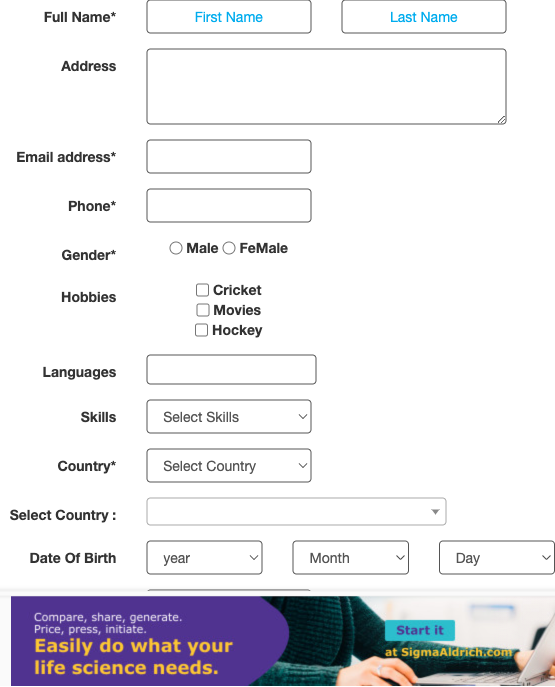 Full Name* First Name Last Name
Address
Email address*
Phone*
Gender* Male FeMale
Hobbies Cricket
Movies
Hockey
Languages
Skills Select Skills
Country* Select Country
Select Country :
Date Of Birth year Month Day
Compare, share, generate.
Price, press, initiate.
Easily do what your
life science needs.
Start it
at SigmaAldrich.com